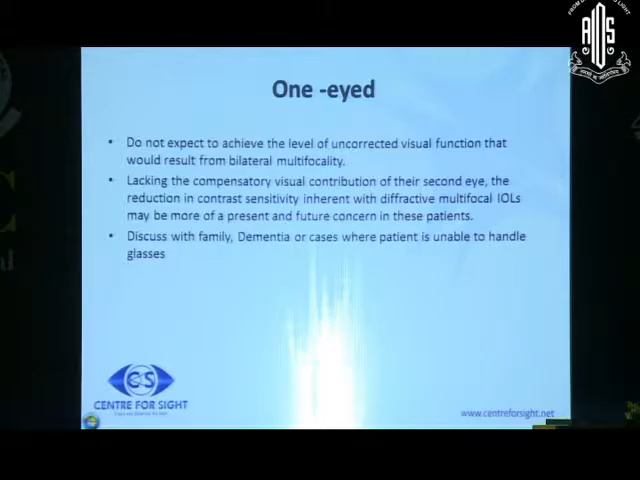 AIOS
One -eyed
• Do not expect to achieve the level of uncorrected visual function that
would result from bilateral multifocality.
• Lacking the compensatory visual contribution of their second eye, the
reduction in contrast sensitivity inherent with diffractive multifocal IOLs
may be more of a present and future concern in these patients.
• Discuss with family, Dementia or cases where patient is unable to handle
glasses
CENTRE FOR SIGHT
www.centreforsight.net